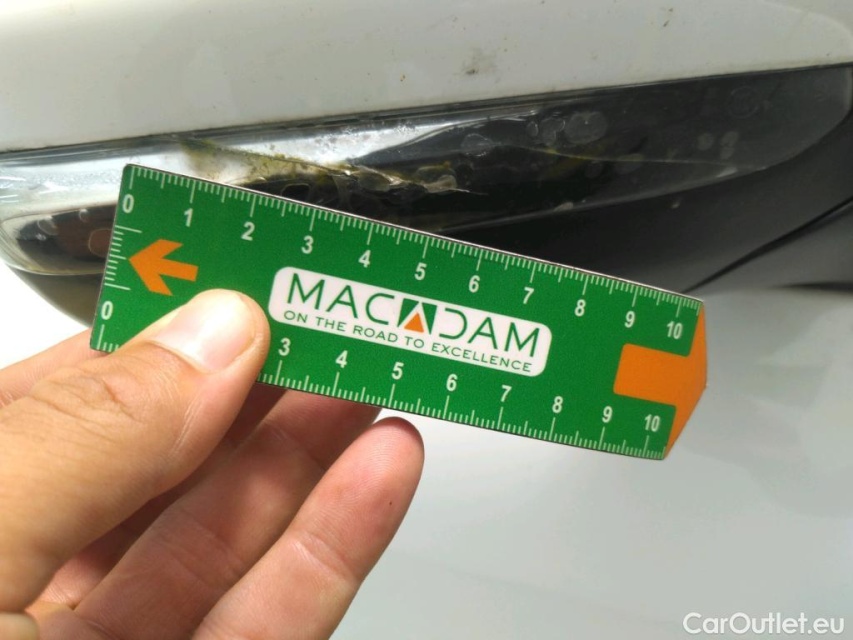 0 1 2 3 4 5 6 7 8 9 10
MACADAM
ON THE ROAD TO EXCELLENCE
0 3 4 5 6 7 8 9 10
CarOutlet.eu